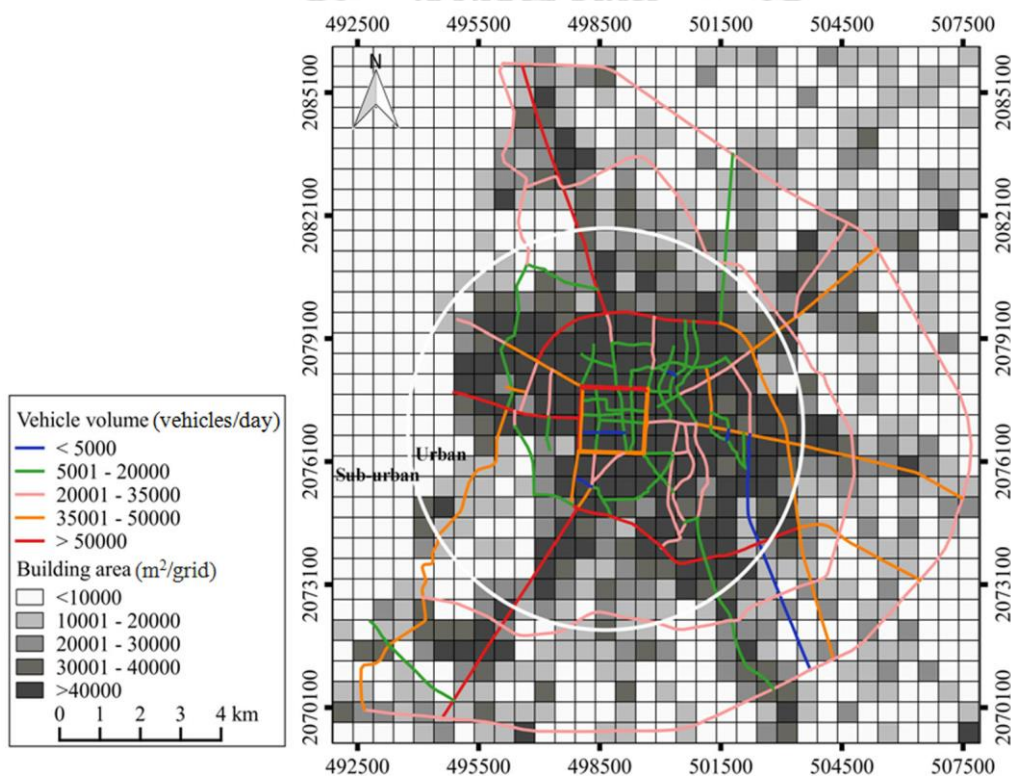 492500 495500 498500 501500 504500 507500
N
2085100 2085100
2082100 2082100
2079100 2079100
2076100 2076100
2073100 2073100
2070100 2070100
Urban
Sub-urban
Vehicle volume (vehicles/day)
< 5000
5001 - 20000
20001 - 35000
35001 - 50000
> 50000
Building area (m²/grid)
<10000
10001 - 20000
20001 - 30000
30001 - 40000
>40000
0 1 2 3 4 km
492500 495500 498500 501500 504500 507500